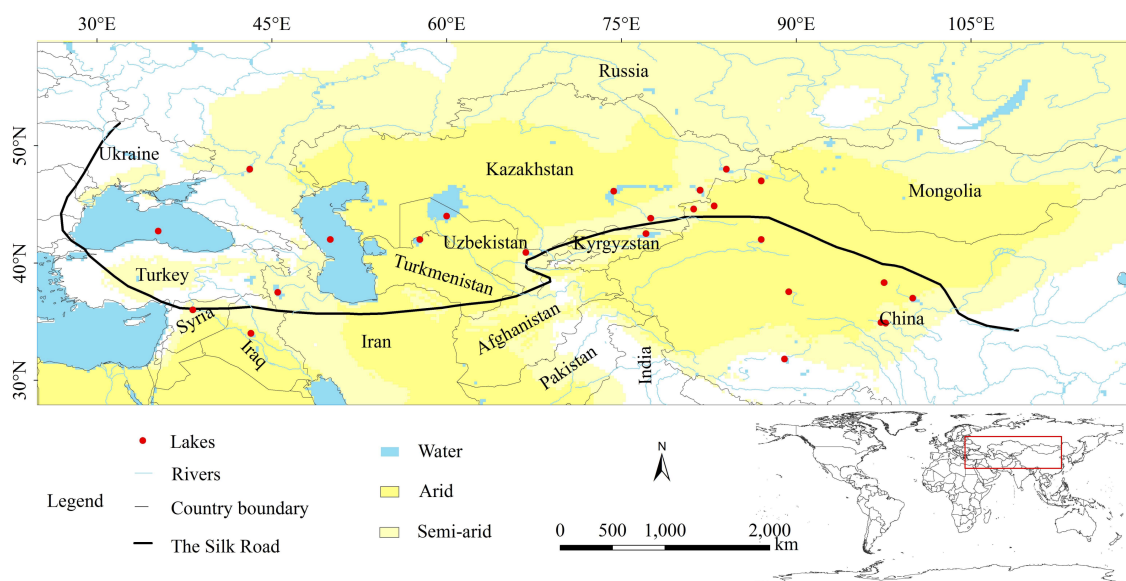 30°E 45°E 60°E 75°E 90°E 105°E
Russia
50°N
Ukraine
Kazakhstan
Mongolia
Uzbekistan
Kyrgyzstan
40°N
Turkey
Turkmenistan
Syria
China
Afghanistan
Iran
Iraq
Pakistan
India
30°N
Legend
Lakes
Rivers
Country boundary
The Silk Road
Water
Arid
Semi-arid
N
0 500 1,000 2,000
km